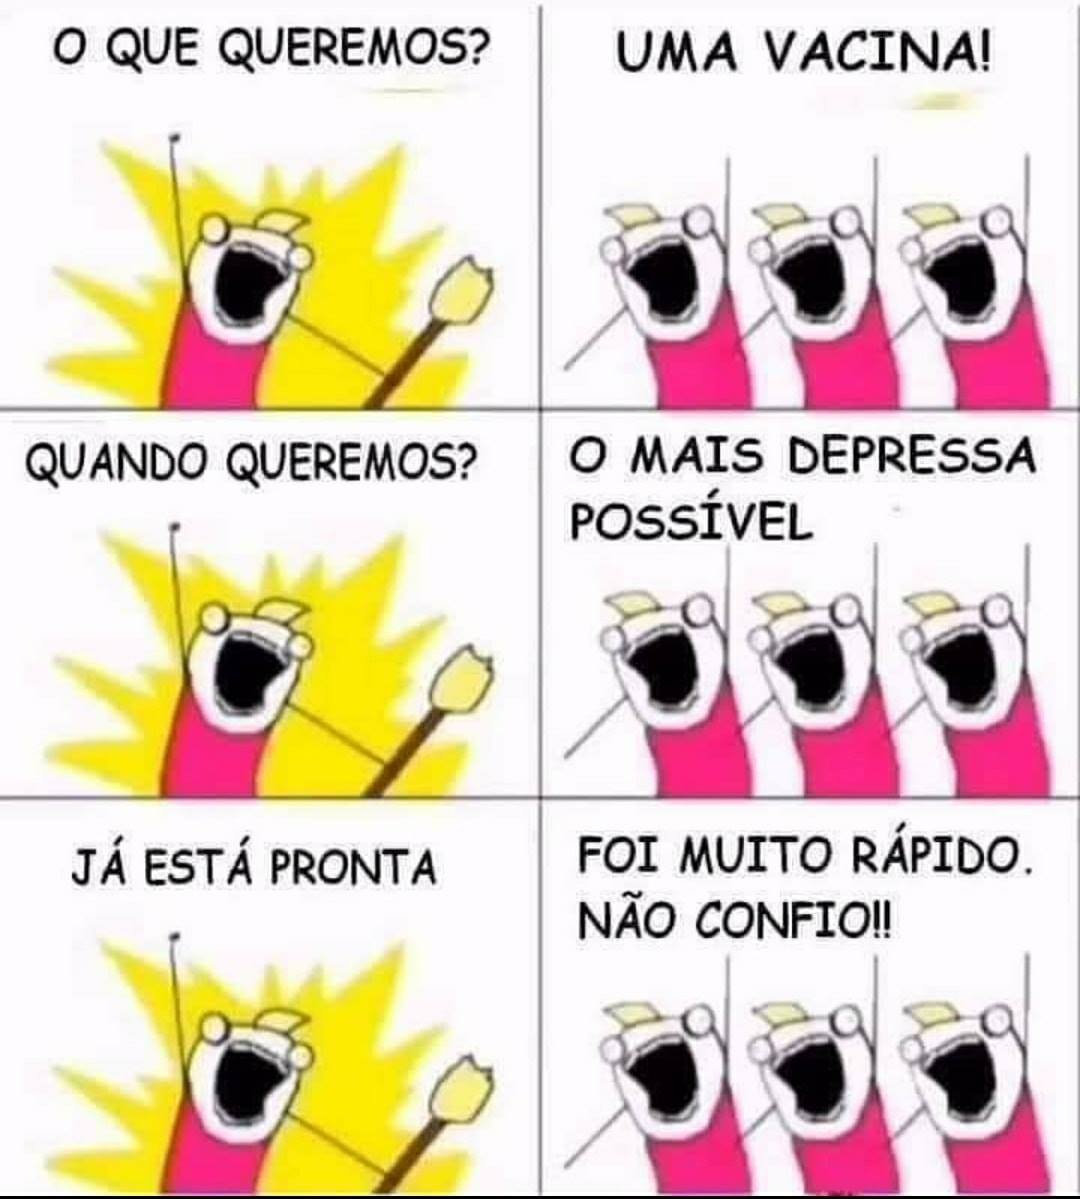 O QUE QUEREMOS?
UMA VACINA!
QUANDO QUEREMOS?
O MAIS DEPRESSA
POSSÍVEL
JÁ ESTÁ PRONTA
FOI MUITO RÁPIDO.
NÃO CONFIO!!